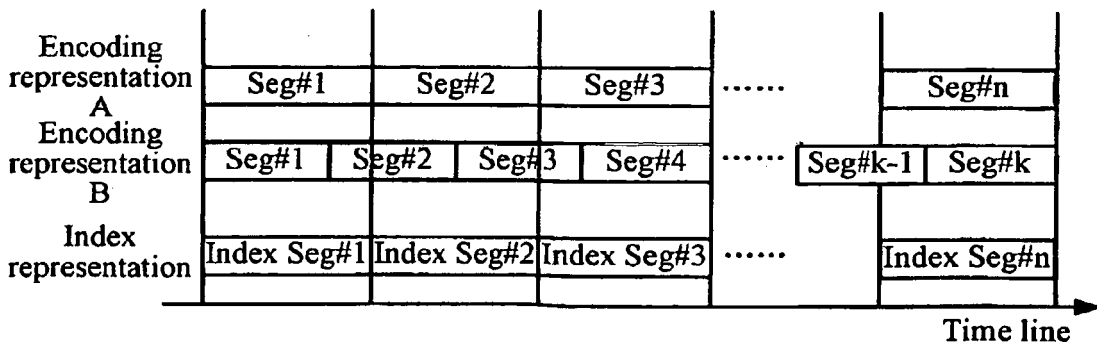 Encoding
representation
A
Seg#1 Seg#2 Seg#3 ...... Seg#n
Encoding
representation
B
Seg#1 Seg#2 Seg#3 Seg#4 ...... Seg#k-1 Seg#k
Index
representation
Index Seg#1 Index Seg#2 Index Seg#3 ...... Index Seg#n
Time line